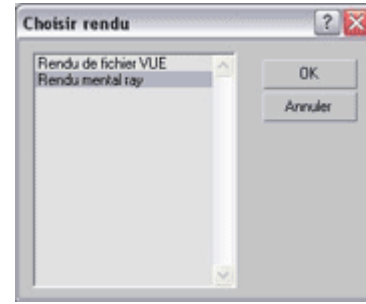 Choisir rendu
Rendu de fichier VUE
Rendu mental ray
OK
Annuler